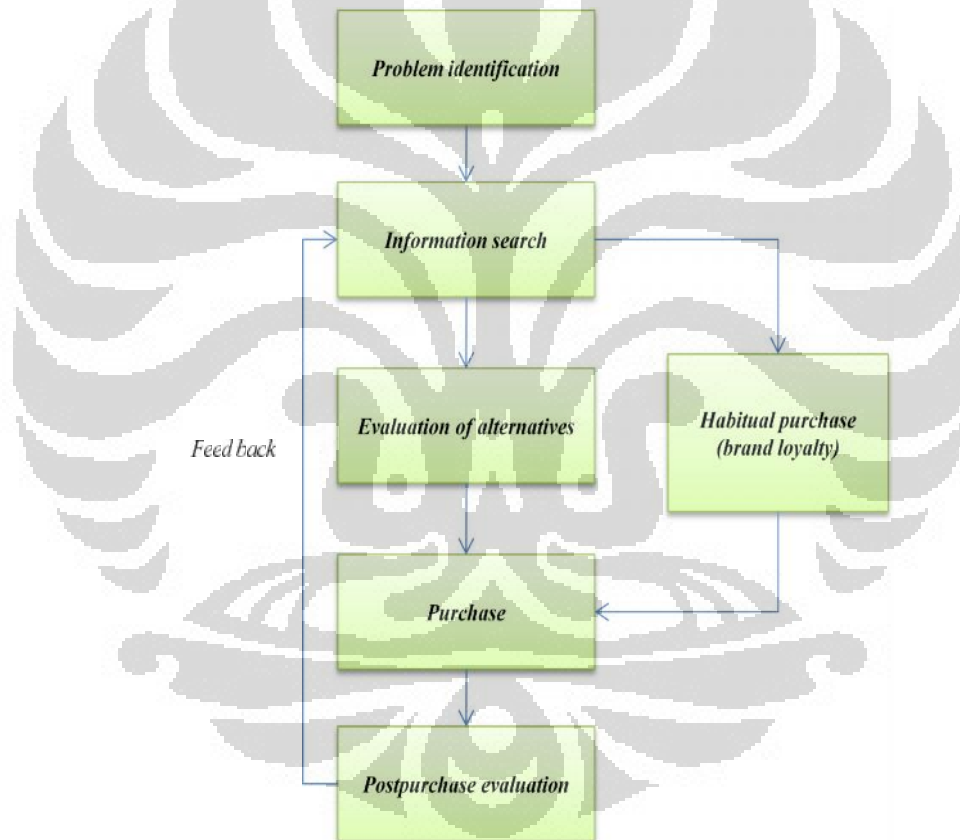 Problem identification
Information search
Evaluation of alternatives
Habitual purchase
(brand loyalty)
Feed back
Purchase
Postpurchase evaluation